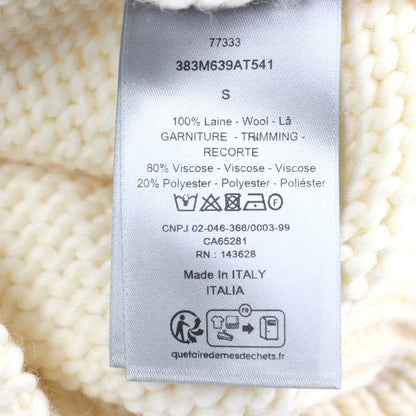 77333
383M639AT541
S
100% Laine - Wool - Lã
GARNITURE - TRIMMING -
RECORTE
80% Viscose - Viscose - Viscose
20% Polyester - Polyester - Poliéster
F
CNPJ 02-046-366/0003-99
CA65281
RN : 143628
Made In ITALY
ITALIA
FR
quefairedemesdechets.fr